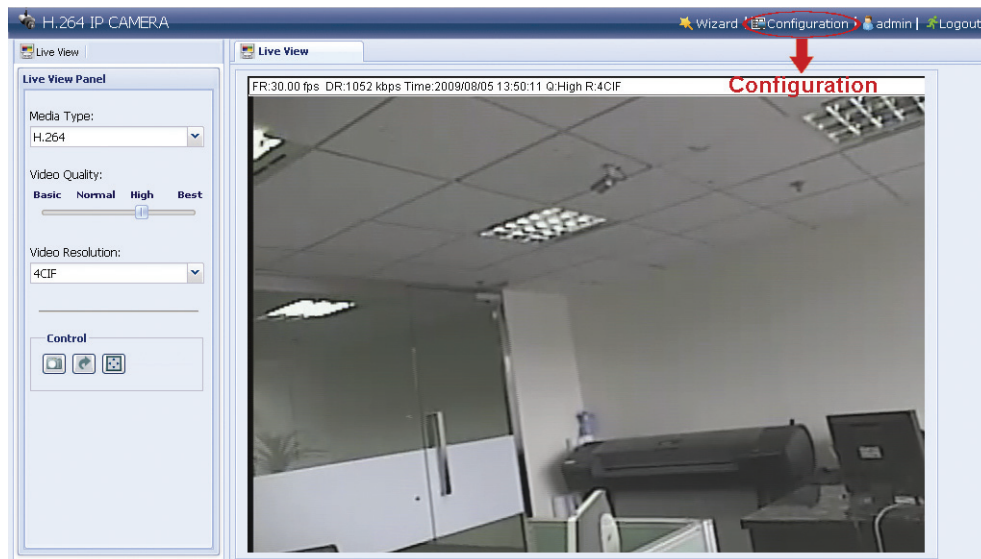 H.264 IP CAMERA
Wizard | Configuration | admin | Logout
Live View
Live View
Live View Panel
FR:30.00 fps DR:1052 kbps Time:2009/08/05 13:50:11 Q:High R:4CIF
Configuration
Media Type:
H.264
Video Quality:
Basic Normal High Best
Video Resolution:
4CIF
Control